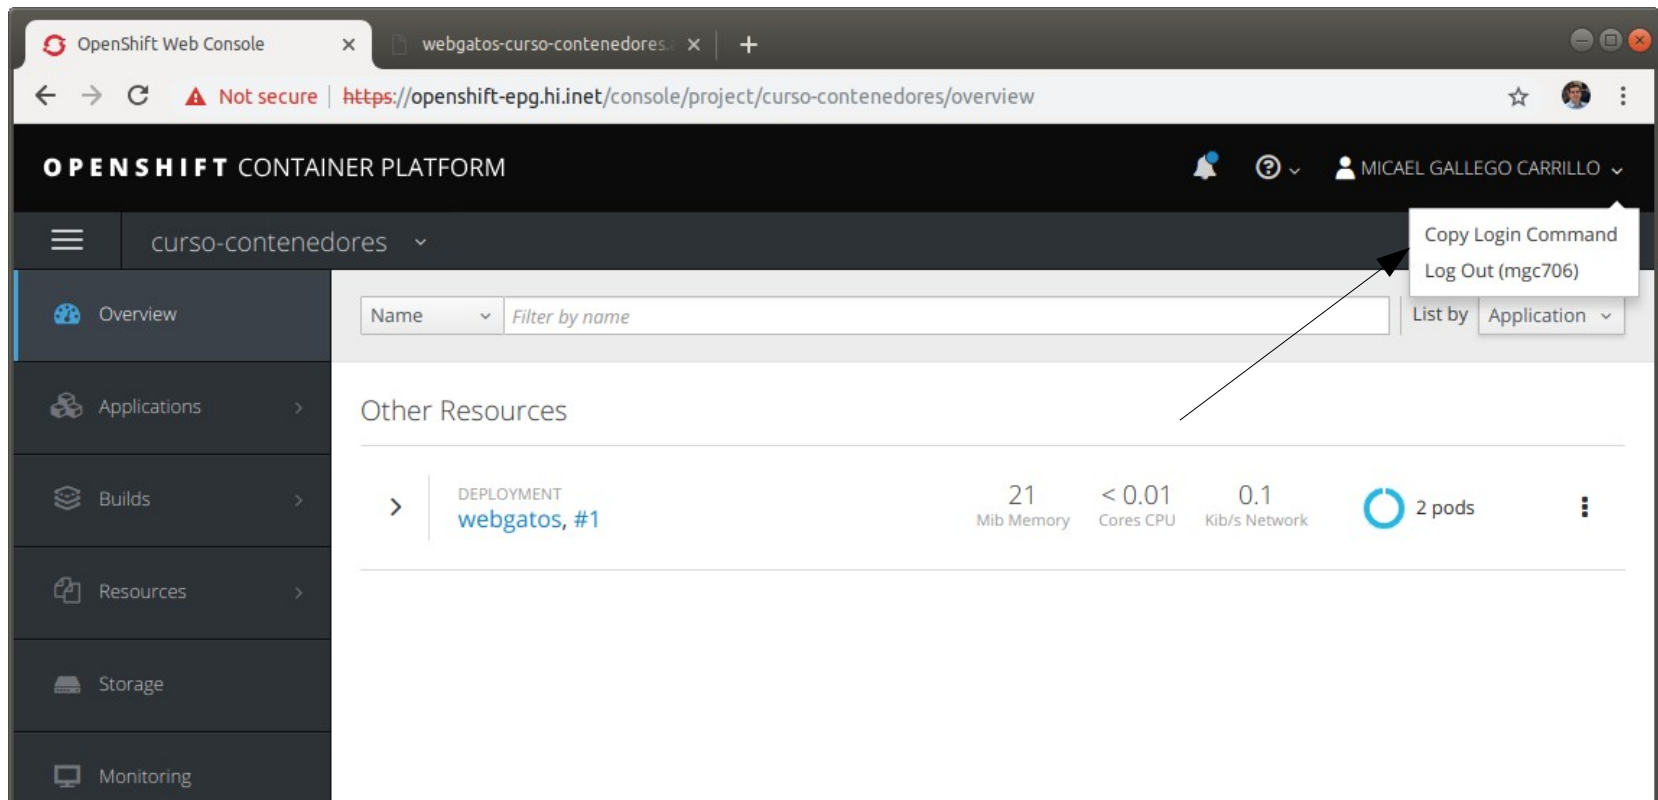 OpenShift Web Console
webgatos-curso-contenedores.
Not secure https://openshift-epg.hi.inet/console/project/curso-contenedores/overview
OPENSHIFT CONTAINER PLATFORM
MICAEL GALLEGO CARRILLO
curso-contenedores
Copy Login Command
Log Out (mgc706)
Overview
Name Filter by name List by Application
Applications
Other Resources
Builds
DEPLOYMENT
webgatos, #1
21 < 0.01 0.1
Mib Memory Cores CPU Kib/s Network
2 pods
Resources
Storage
Monitoring